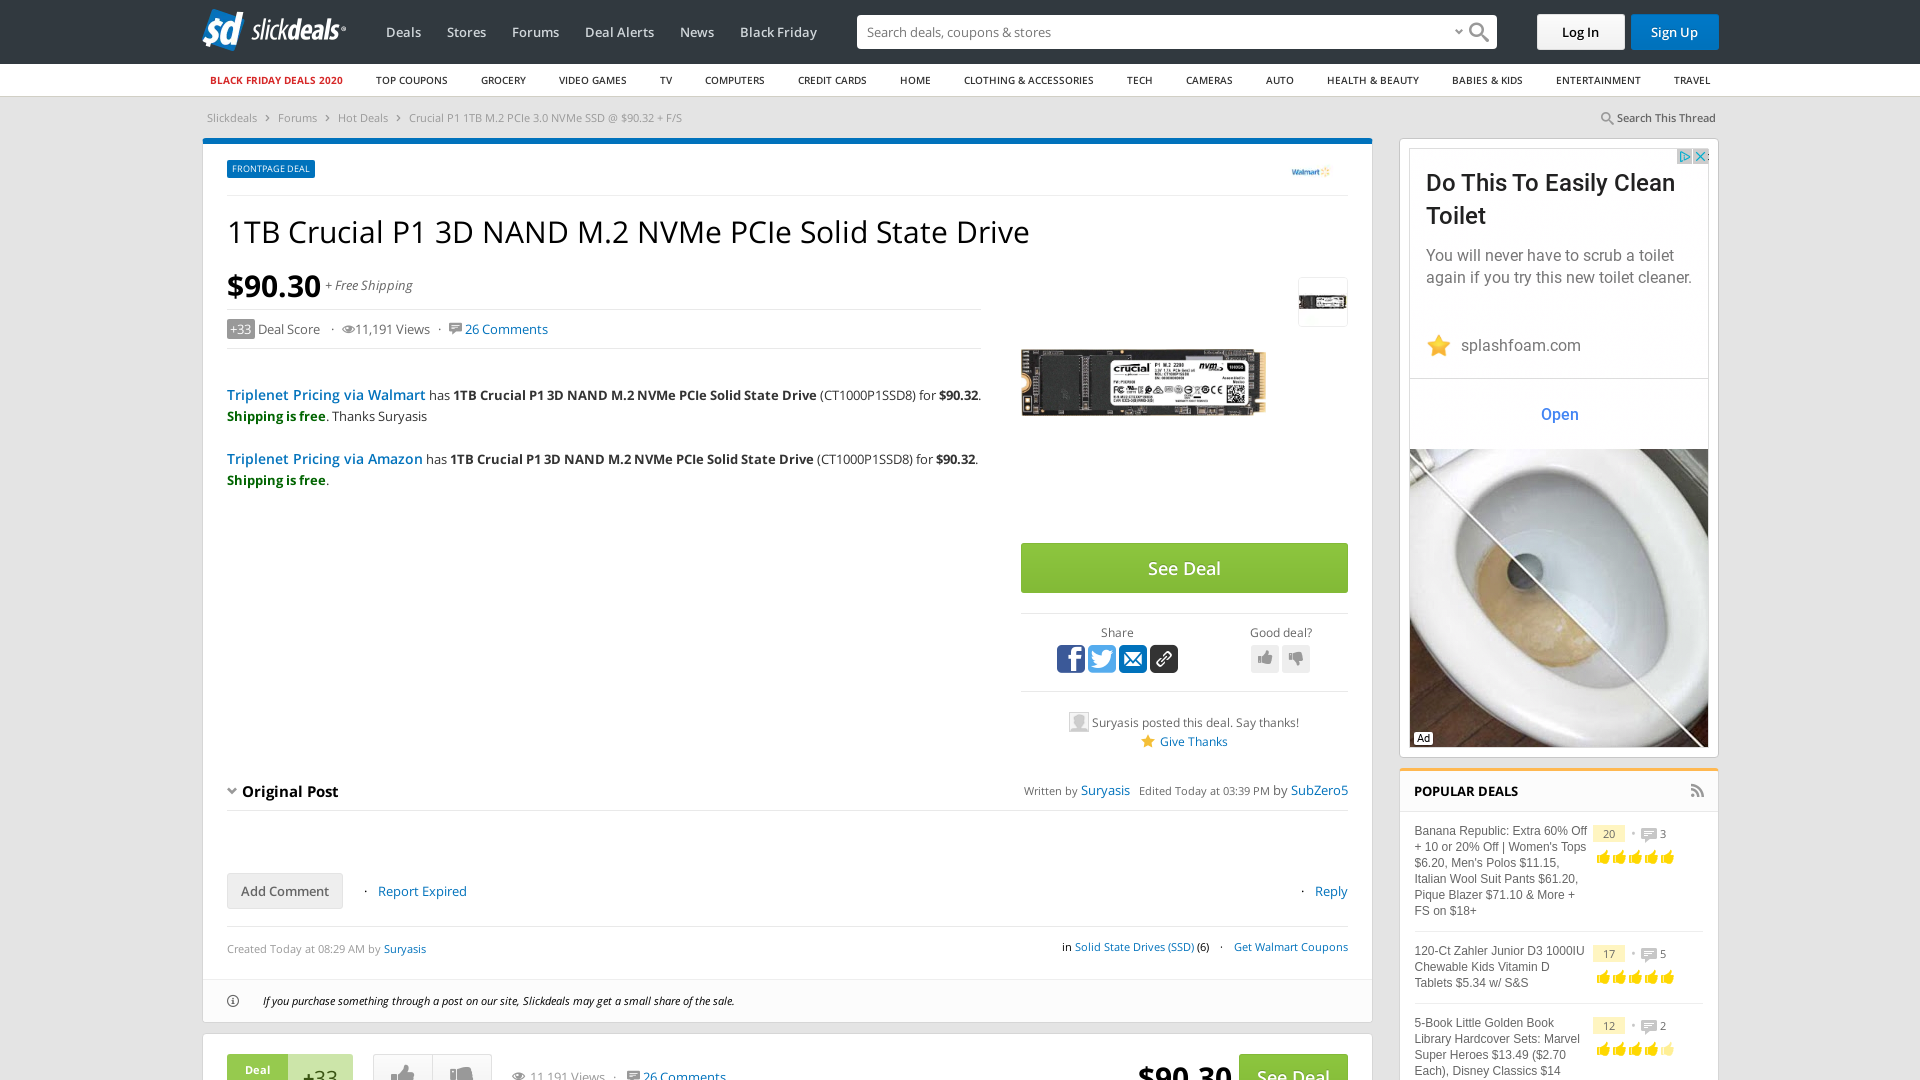 sd slickdeals
Deals
Stores
Forums
Deal Alerts
News
Black Friday
Search deals, coupons & shopping
Log In
Sign Up
BLACK FRIDAY DEALS 2020
TOP COUPONS
GROCERY
VIDEO GAMES
TV
COMPUTERS
CREDIT CARDS
HOME
CLOTHING & ACCESSORIES
TECH
CAMERAS
AUTO
HEALTH & BEAUTY
BABIES & KIDS
ENTERTAINMENT
TRAVEL
Slickdeals > Forums > Hot Deals > Crucial P1 1TB M.2 PCIe 3.0 NVMe SSD @ $90.32 + F/S
Search This Thread
FRONTPAGE DEAL
Walmart
1TB Crucial P1 3D NAND M.2 NVMe PCIe Solid State Drive
$90.30 + Free Shipping
+33 Deal Score · 11,191 Views · 26 Comments
Triplenet Pricing via Walmart has 1TB Crucial P1 3D NAND M.2 NVMe PCIe Solid State Drive (CT1000P1SSD8) for $90.32.
Shipping is free. Thanks Suryasis
Triplenet Pricing via Amazon has 1TB Crucial P1 3D NAND M.2 NVMe PCIe Solid State Drive (CT1000P1SSD8) for $90.32.
Shipping is free.
crucial
P1 M.2 2280
nvm
See Deal
Share
Good deal?
Suryasis posted this deal. Say thanks!
Give Thanks
Original Post
Written by Suryasis Edited Today at 03:39 PM by SubZero5
Add Comment · Report Expired
· Reply
Created Today at 08:29 AM by Suryasis
in Solid State Drives (SSD) (6) · Get Walmart Coupons
If you purchase something through a post on our site, Slickdeals may get a small share of the sale.
Deal
+33
11,191 Views · 26 Comments
$90.30
See Deal
Do This To Easily Clean
Toilet
You will never have to scrub a toilet
again if you try this new toilet cleaner.
splashfoam.com
Open
Ad
POPULAR DEALS
Banana Republic: Extra 60% Off
+ 10 or 20% Off | Women's Tops
$6.20, Men's Polos $11.15,
Italian Wool Suit Pants $61.20,
Pique Blazer $71.10 & More +
FS on $18+
20 • 3
120-Ct Zahler Junior D3 1000IU
Chewable Kids Vitamin D
Tablets $5.34 w/ S&S
17 • 5
5-Book Little Golden Book
Library Hardcover Sets: Marvel
Super Heroes $13.49 ($2.70
Each), Disney Classics $14
12 • 2